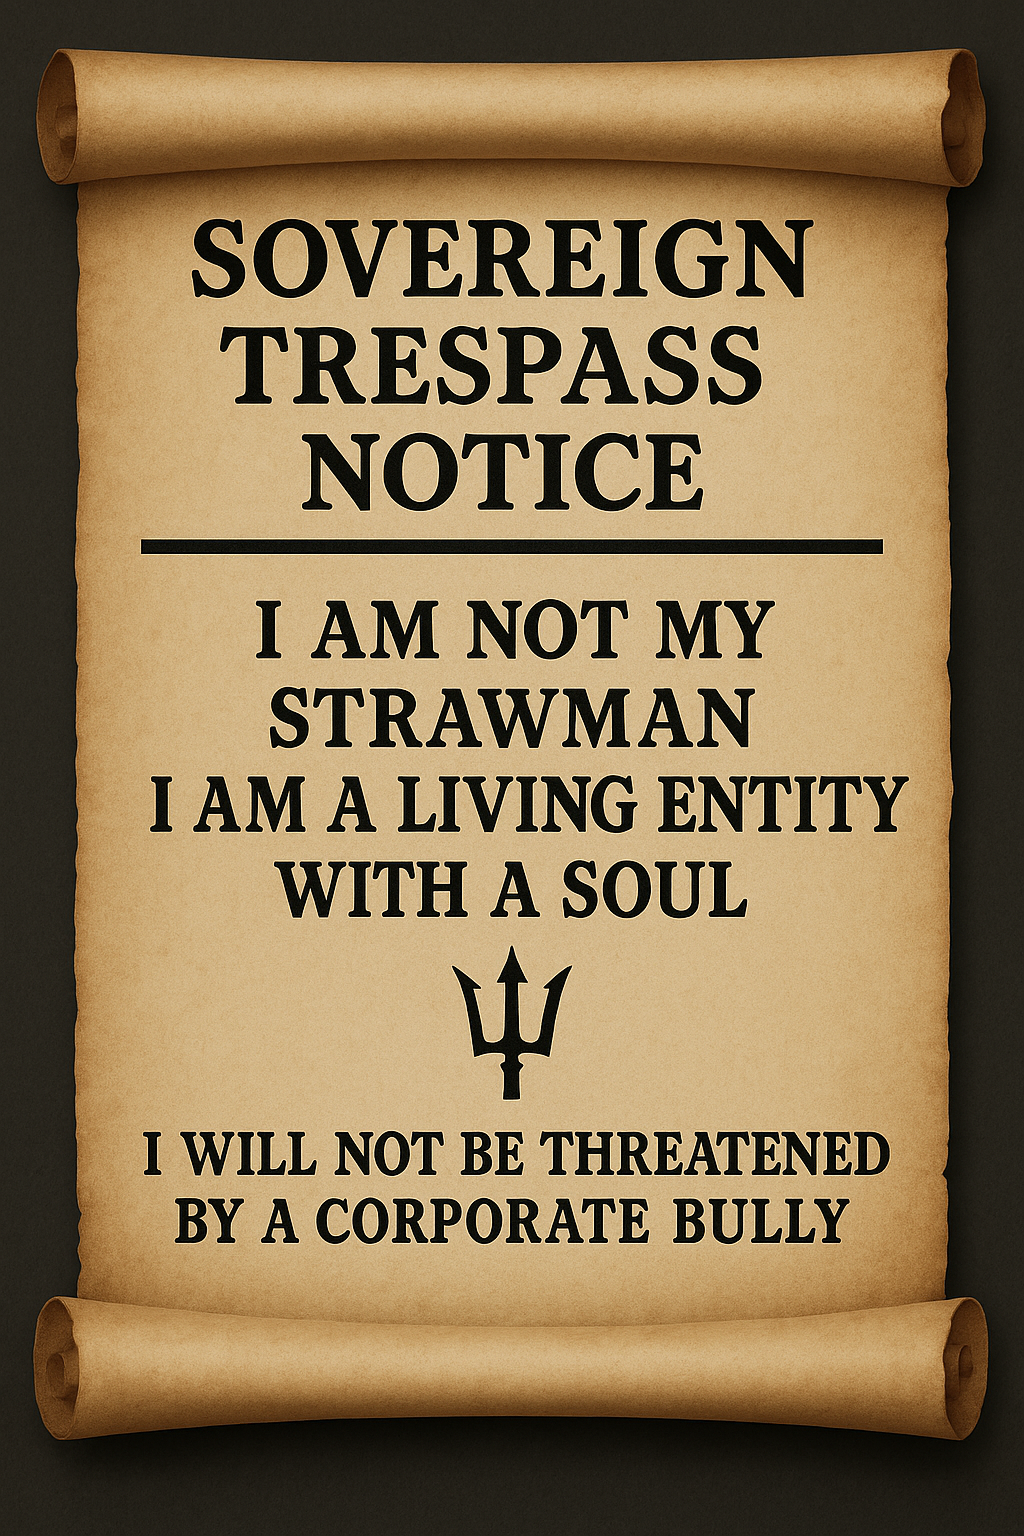 SOVEREIGN
TRESPASS
NOTICE
I AM NOT MY
STRAWMAN
I AM A LIVING ENTITY
WITH A SOUL
I WILL NOT BE THREATENED
BY A CORPORATE BULLY